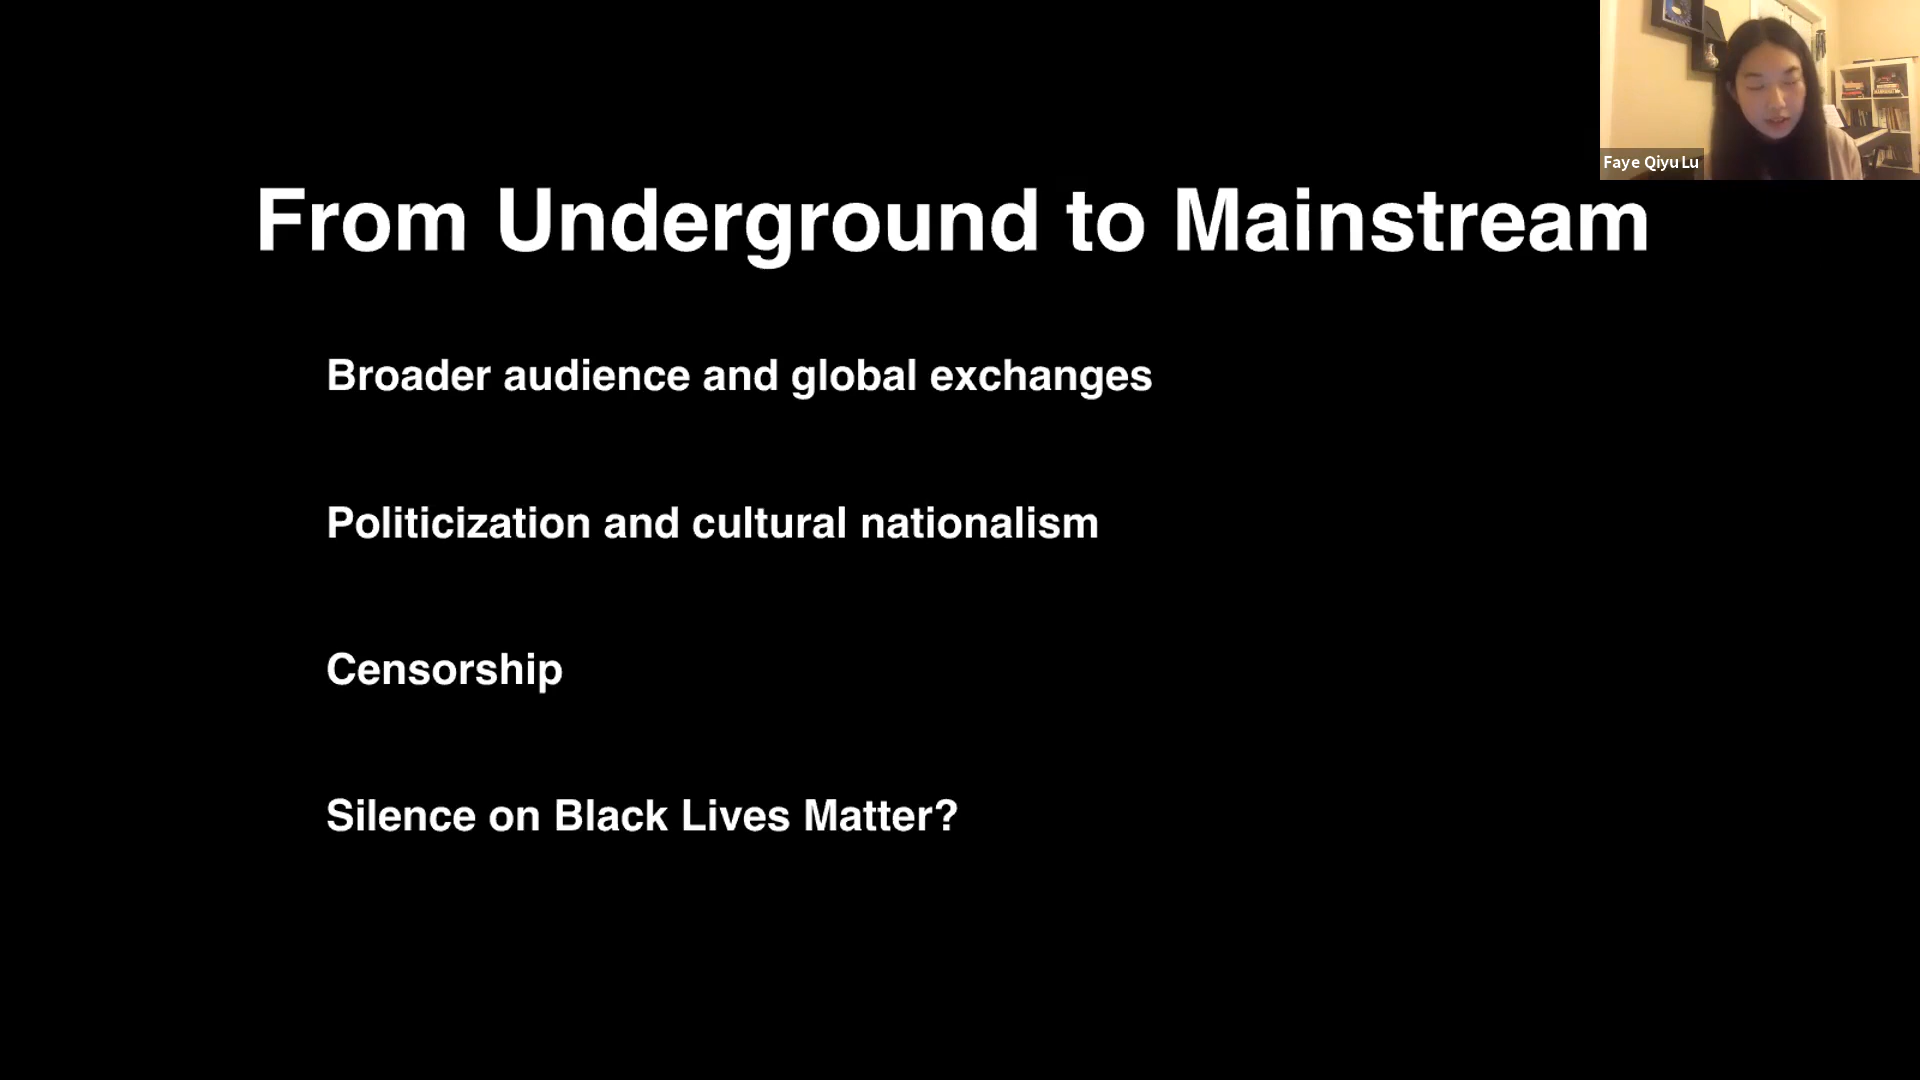 From Underground to Mainstream
Broader audience and global exchanges
Politicization and cultural nationalism
Censorship
Silence on Black Lives Matter?
Faye Qiyu Lu